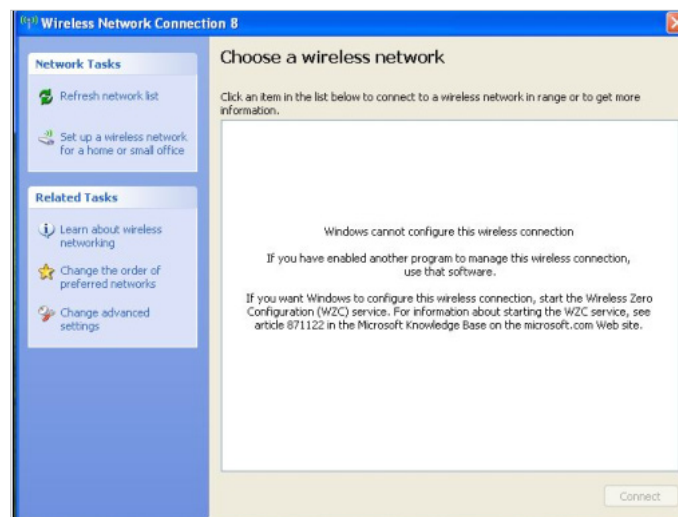 Wireless Network Connection 8
Network Tasks
Refresh network list
Set up a wireless network
for a home or small office
Related Tasks
Learn about wireless
networking
Change the order of
preferred networks
Change advanced
settings
Choose a wireless network
Click an item in the list below to connect to a wireless network in range or to get more
information.
Windows cannot configure this wireless connection
If you have enabled another program to manage this wireless connection,
use that software.
If you want Windows to configure this wireless connection, start the Wireless Zero
Configuration (WZC) service. For information about starting the WZC service, see
article 871122 in the Microsoft Knowledge Base on the microsoft.com Web site.
Connect